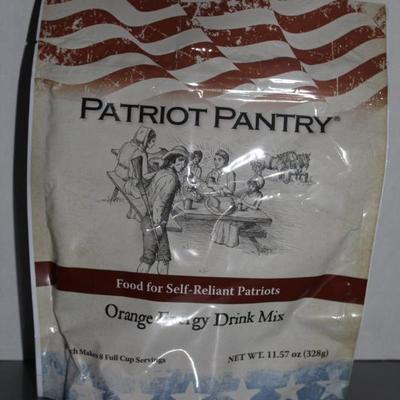 PATRIOT PANTRY®
Food for Self-Reliant Patriots
Orange Energy Drink Mix
Makes 8 Full Cup Servings
NET WT. 11.57 oz (328g)